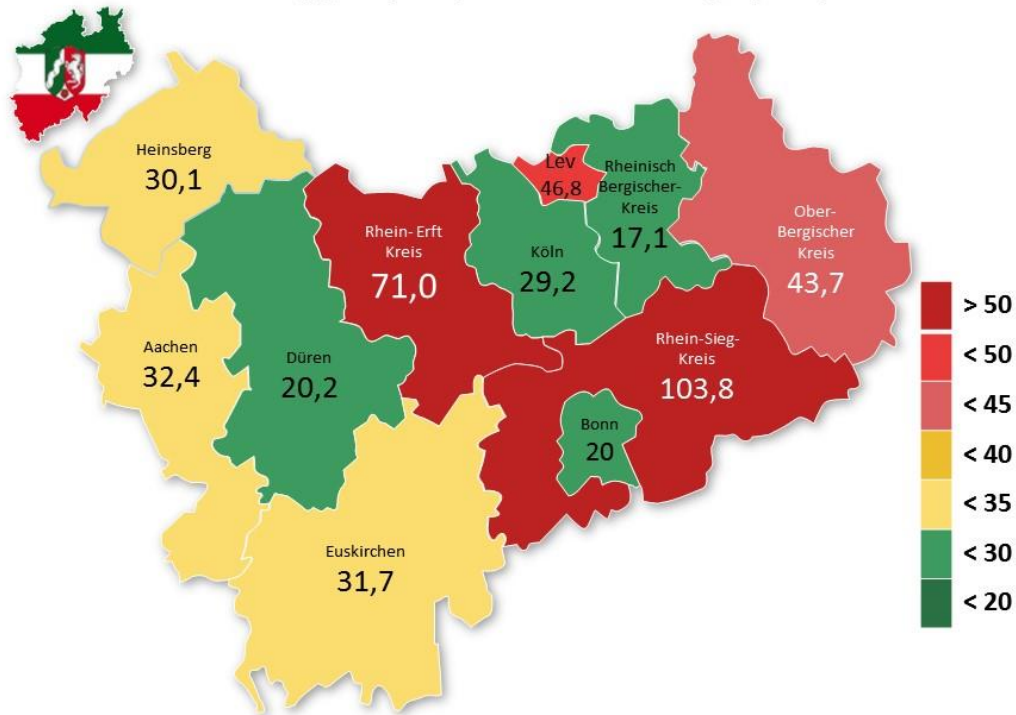 Heinsberg
30,1
Aachen
32,4
Düren
20,2
Euskirchen
31,7
Rhein- Erft
Kreis
71,0
Köln
29,2
Lev
46,8
Rheinisch
Bergischer-
Kreis
17,1
Ober-
Bergischer
Kreis
43,7
Rhein-Sieg-
Kreis
103,8
Bonn
20
> 50
< 50
< 45
< 40
< 35
< 30
< 20